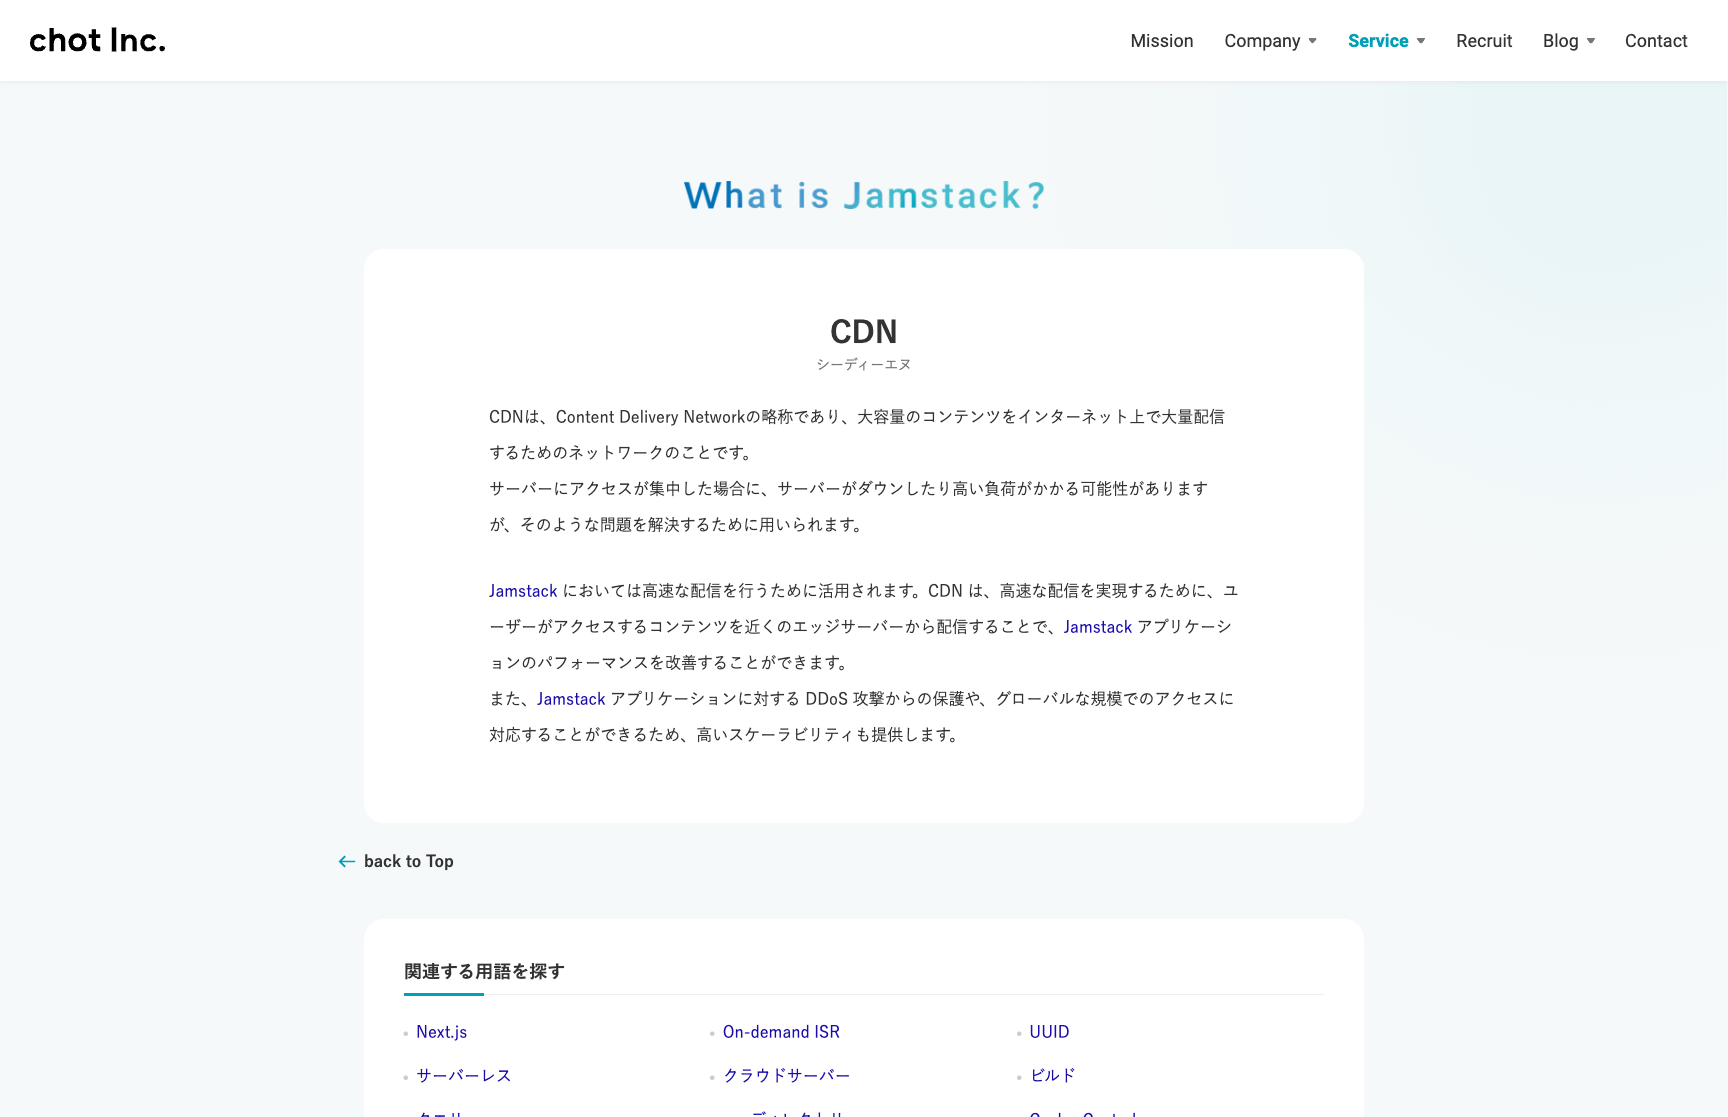 chot Inc.
Mission Company Service Recruit Blog Contact
What is Jamstack?
CDN
シーディーエヌ
CDNは、Content Delivery Networkの略称であり、大容量のコンテンツをインターネット上で大量配信
するためのネットワークのことです。
サーバーにアクセスが集中した場合に、サーバーがダウンしたり高い負荷がかかる可能性があります
が、そのような問題を解決するために用いられます。
Jamstack においては高速な配信を行うために活用されます。CDN は、高速な配信を実現するために、ユ
ーザーがアクセスするコンテンツを近くのエッジサーバーから配信することで、Jamstack アプリケーシ
ョンのパフォーマンスを改善することができます。
また、Jamstack アプリケーションに対する DDoS 攻撃からの保護や、グローバルな規模でのアクセスに
対応することができるため、高いスケーラビリティも提供します。
back to Top
関連する用語を探す
Next.js
On-demand ISR
UUID
サーバーレス
クラウドサーバー
ビルド